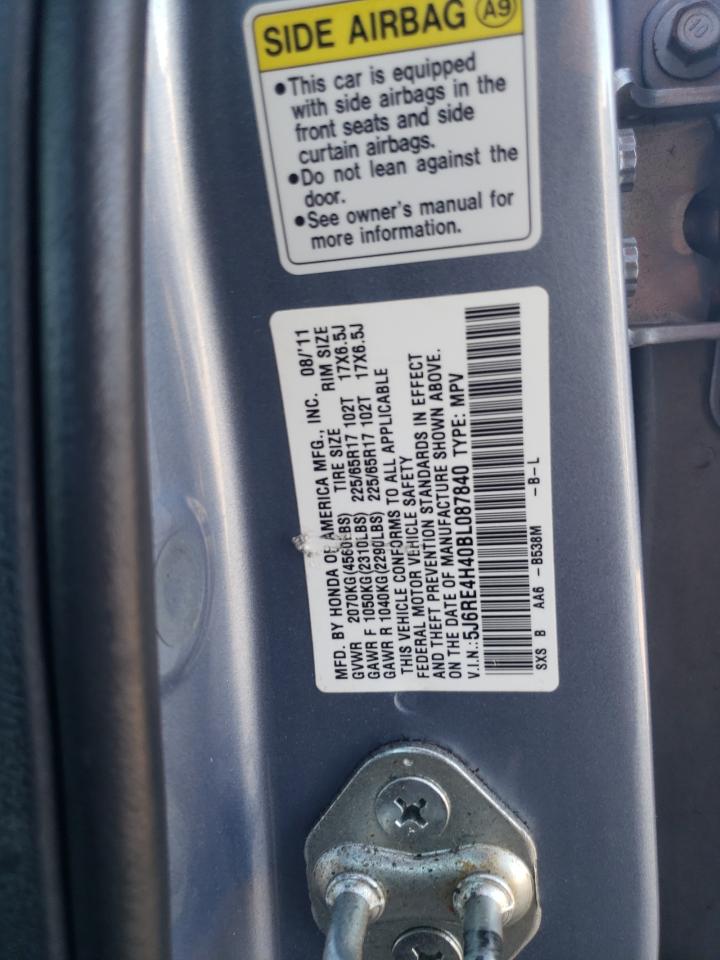 SIDE AIRBAG A9
•This car is equipped
with side airbags in the
front seats and side
curtain airbags.
•Do not lean against the
door.
•See owner's manual for
more information.
MFD. BY HONDA OF AMERICA MFG., INC. 08/'11
GVWR 2070KG(4560LBS) TIRE SIZE RIM SIZE
GAWR F 1050KG(2310LBS) 225/65R17 102T 17X6.5J
GAWR R 1040KG(2290LBS) 225/65R17 102T 17X6.5J
THIS VEHICLE CONFORMS TO ALL APPLICABLE
FEDERAL MOTOR VEHICLE SAFETY
AND THEFT PREVENTION STANDARDS IN EFFECT
ON THE DATE OF MANUFACTURE SHOWN ABOVE.
V.I.N.: 5J6RE4H40BL087840 TYPE: MPV
SXS B AA6 -B538M -B-L
10